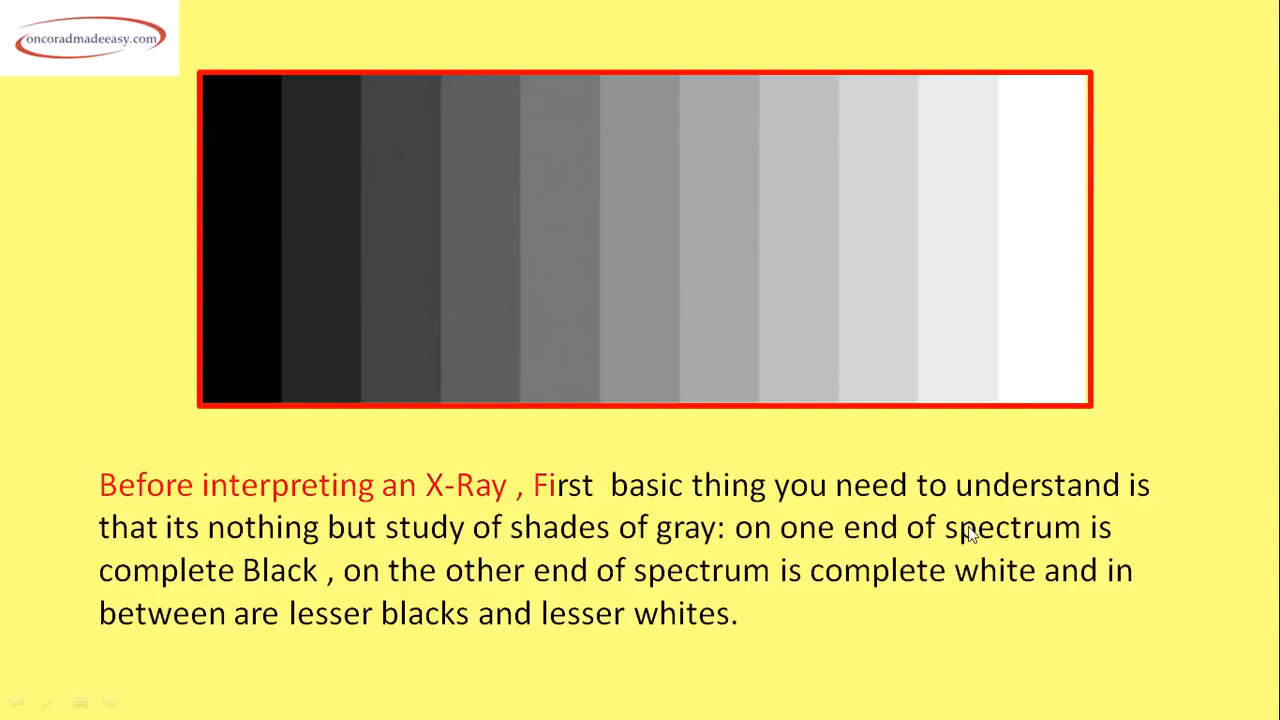 oncoradmadeeasy.com
Before interpreting an X-Ray , First  basic thing you need to understand is
that its nothing but study of shades of gray: on one end of spectrum is
complete Black , on the other end of spectrum is complete white and in
between are lesser blacks and lesser whites.